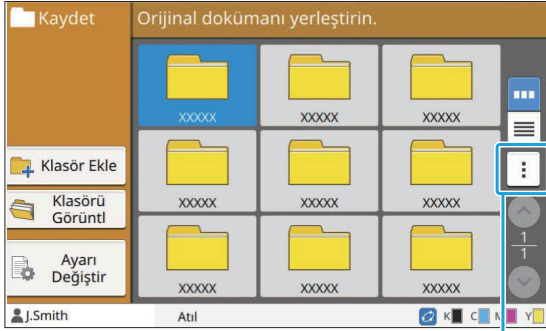 Kaydet
Orijinal dokümanı yerleştirin.
XXXXX XXXXX XXXXX
Klasör Ekle
XXXXX XXXXX XXXXX
Klasörü
Görüntl
1
1
Ayarı
Değiştir
XXXXX XXXXX XXXXX
J.Smith
Atıl
K C M Y